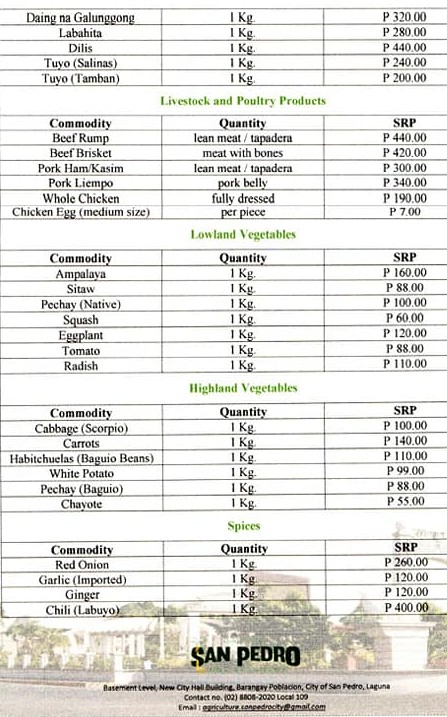 Daing na Galunggong 1 Kg. P 320.00
Labahita 1 Kg. P 280.00
Dilis 1 Kg. P 440.00
Tuyo (Salinas) 1 Kg. P 240.00
Tuyo (Tamban) 1 Kg. P 200.00
Livestock and Poultry Products
Commodity Quantity SRP
Beef Rump lean meat / tapadera P 440.00
Beef Brisket meat with bones P 420.00
Pork Ham/Kasim lean meat / tapadera P 300.00
Pork Liempo pork belly P 340.00
Whole Chicken fully dressed P 190.00
Chicken Egg (medium size) per piece P 7.00
Lowland Vegetables
Commodity Quantity SRP
Ampalaya 1 Kg. P 160.00
Sitaw 1 Kg. P 88.00
Pechay (Native) 1 Kg. P 100.00
Squash 1 Kg. P 60.00
Eggplant 1 Kg. P 120.00
Tomato 1 Kg. P 88.00
Radish 1 Kg. P 110.00
Highland Vegetables
Commodity Quantity SRP
Cabbage (Scorpio) 1 Kg. P 100.00
Carrots 1 Kg. P 140.00
Habitchuelas (Baguio Beans) 1 Kg. P 110.00
White Potato 1 Kg. P 99.00
Pechay (Baguio) 1 Kg. P 88.00
Chayote 1 Kg. P 55.00
Spices
Commodity Quantity SRP
Red Onion 1 Kg. P 260.00
Garlic (Imported) 1 Kg. P 120.00
Ginger 1 Kg. P 120.00
Chili (Labuyo) 1 Kg. P 400.00
SAN PEDRO
Basement Level, New City Hall Building, Barangay Poblacion, City of San Pedro, Laguna
Contact no. (02) 8808-2020 Local 109
Email : agriculture.sanpedrocity@gmail.com